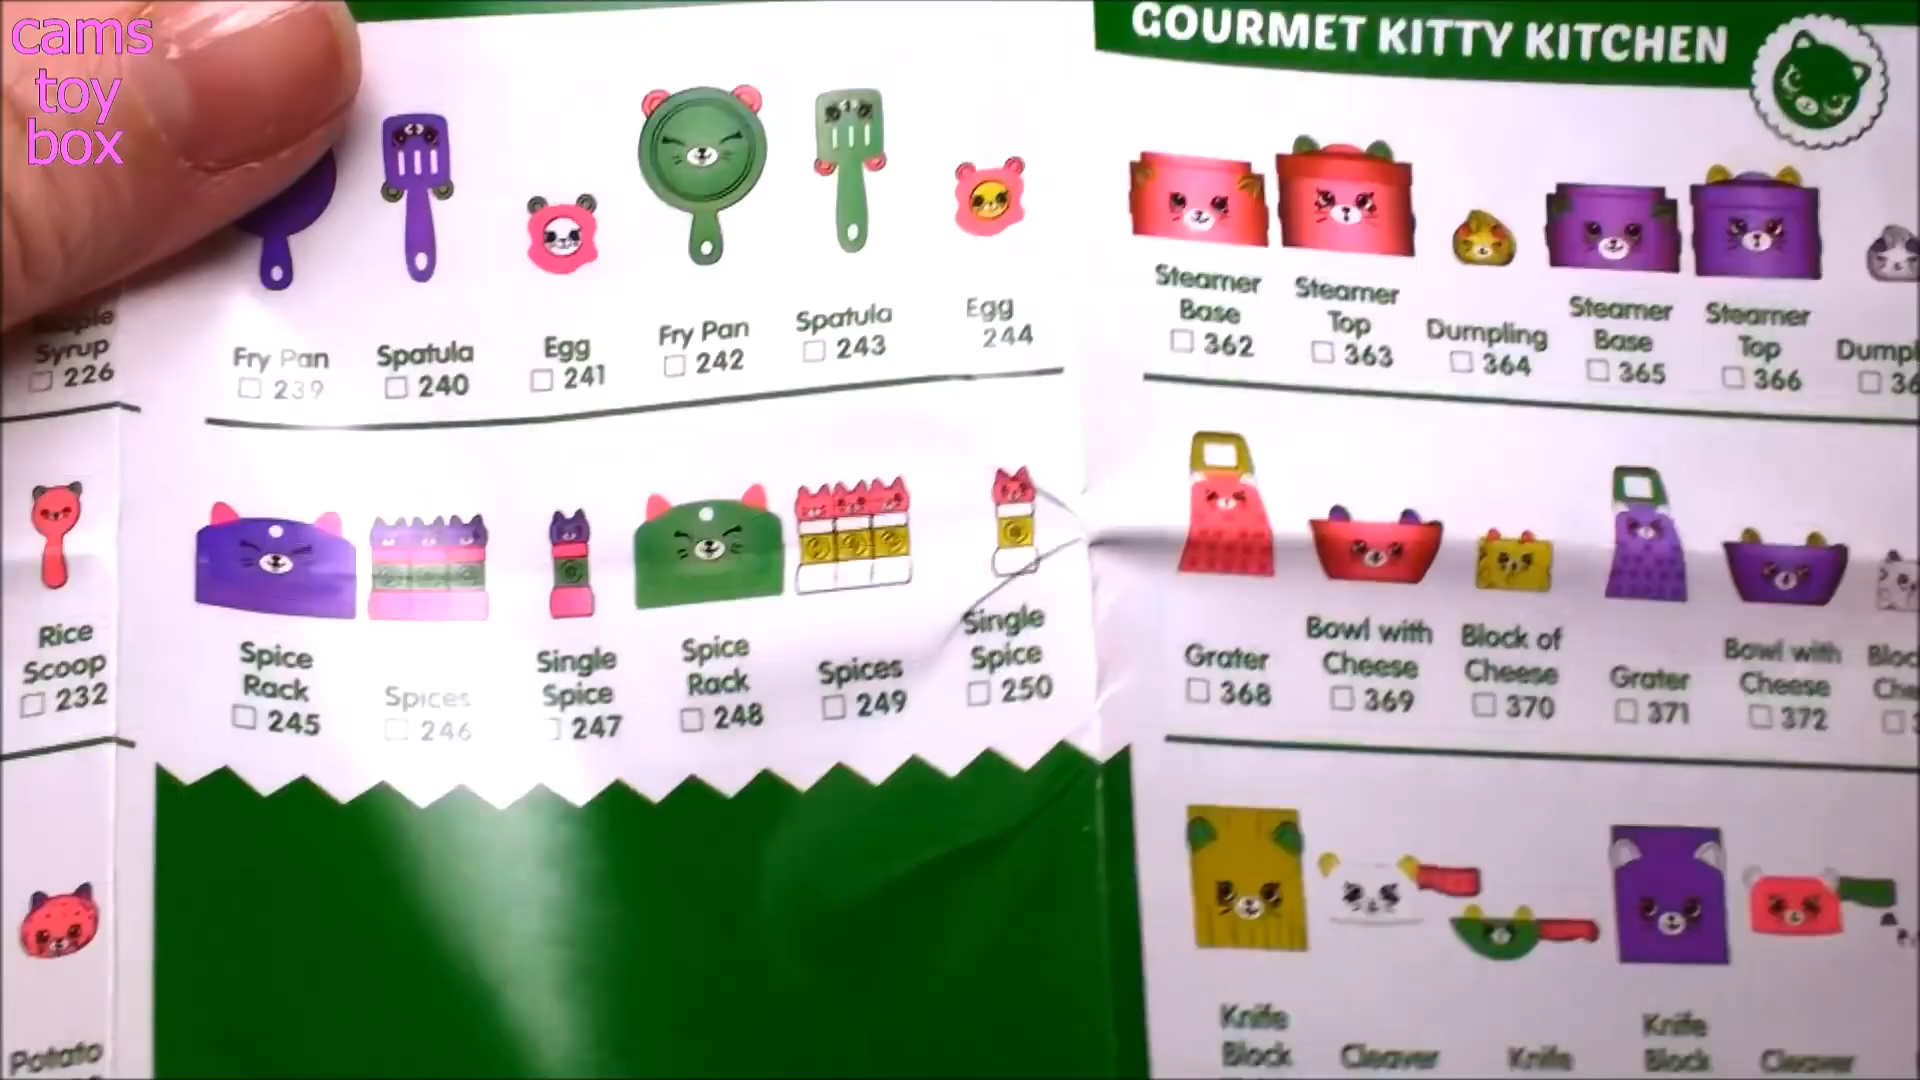 cams
toy
box
GOURMET KITTY KITCHEN
Syrup
226
Fry Pan
239
Spatula
240
Egg
241
Fry Pan
242
Spatula
243
Egg
244
Rice
Scoop
232
Spice
Rack
245
Spices
246
Single
Spice
247
Spice
Rack
248
Spices
249
Single
Spice
250
Potato
Steamer
Base
362
Steamer
Top
363
Dumpling
364
Steamer
Base
365
Steamer
Top
366
Dumpl
36
Grater
368
Bowl with
Cheese
369
Block of
Cheese
370
Grater
371
Bowl with
Cheese
372
Bloc
Che
Knife
Block
Cleaver
Knife
Knife
Block
Cleaver